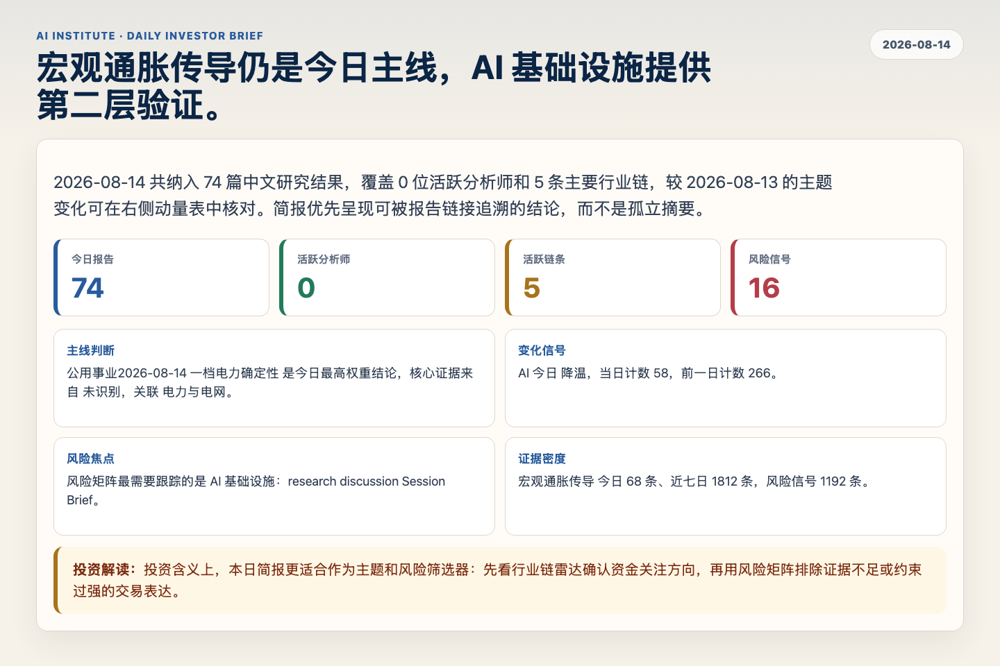 AI INSTITUTE · DAILY INVESTOR BRIEF
2026-08-14
宏观通胀传导仍是今日主线，AI 基础设施提供
第二层验证。
2026-08-14 共纳入 74 篇中文研究结果，覆盖 0 位活跃分析师和 5 条主要行业链，较 2026-08-13 的主题
变化可在右侧动量表中核对。简报优先呈现可被报告链接追溯的结论，而不是孤立摘要。
今日报告
74
活跃分析师
0
活跃链条
5
风险信号
16
主线判断
公用事业2026-08-14 一档电力确定性 是今日最高权重结论，核心证据来
自 未识别，关联 电力与电网。
变化信号
AI 今日 降温，当日计数 58，前一日计数 266。
风险焦点
风险矩阵最需要跟踪的是 AI 基础设施：research discussion Session
Brief。
证据密度
宏观通胀传导 今日 68 条、近七日 1812 条，风险信号 1192 条。
投资解读：投资含义上，本日简报更适合作为主题和风险筛选器：先看行业链雷达确认资金关注方向，再用风险矩阵排除证据不足或约束
过强的交易表达。